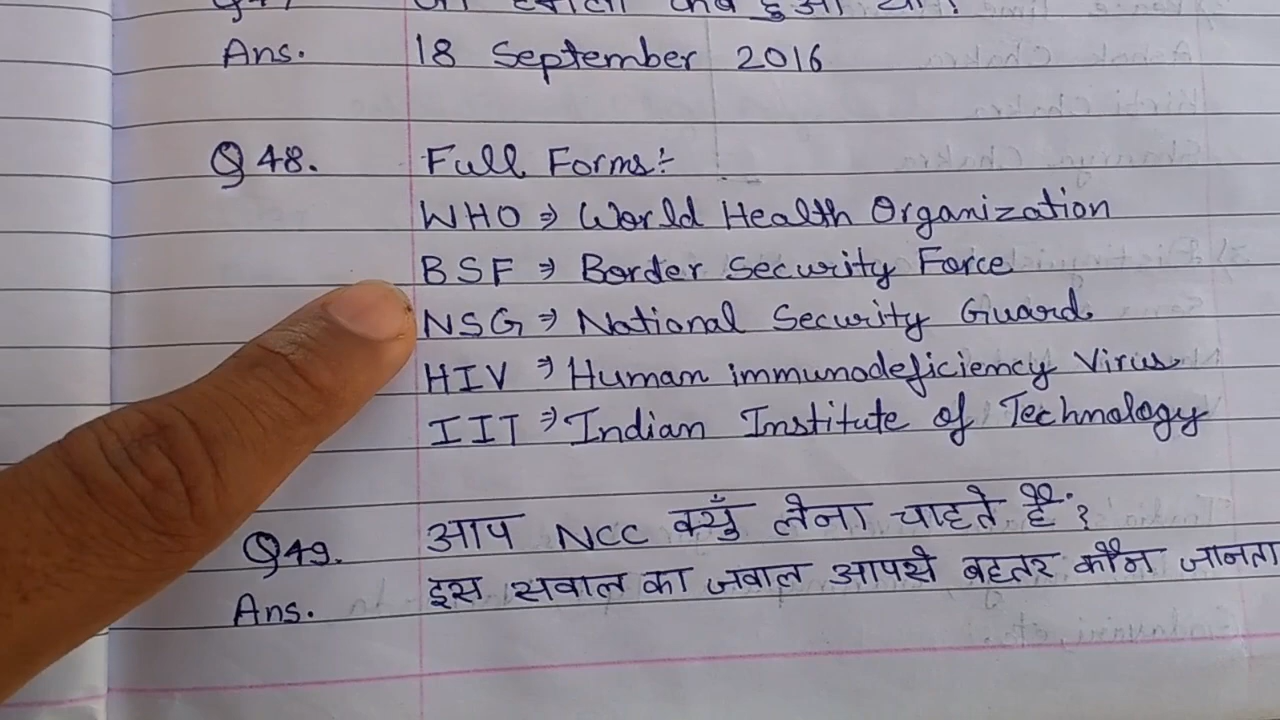 हमला कब हुआ था?
Ans. 18 September 2016
Q48. Full Forms:-
WHO ⇒ World Health Organization
BSF ⇒ Border Security Force
NSG ⇒ National Security Guard.
HIV ⇒ Human immunodeficiency Virus
IIT ⇒ Indian Institute of Technology
Q49. आप NCC क्यूँ लेना चाहते हैं?
Ans. इस सवाल का जवाल आपसे बहतर कौन जानता